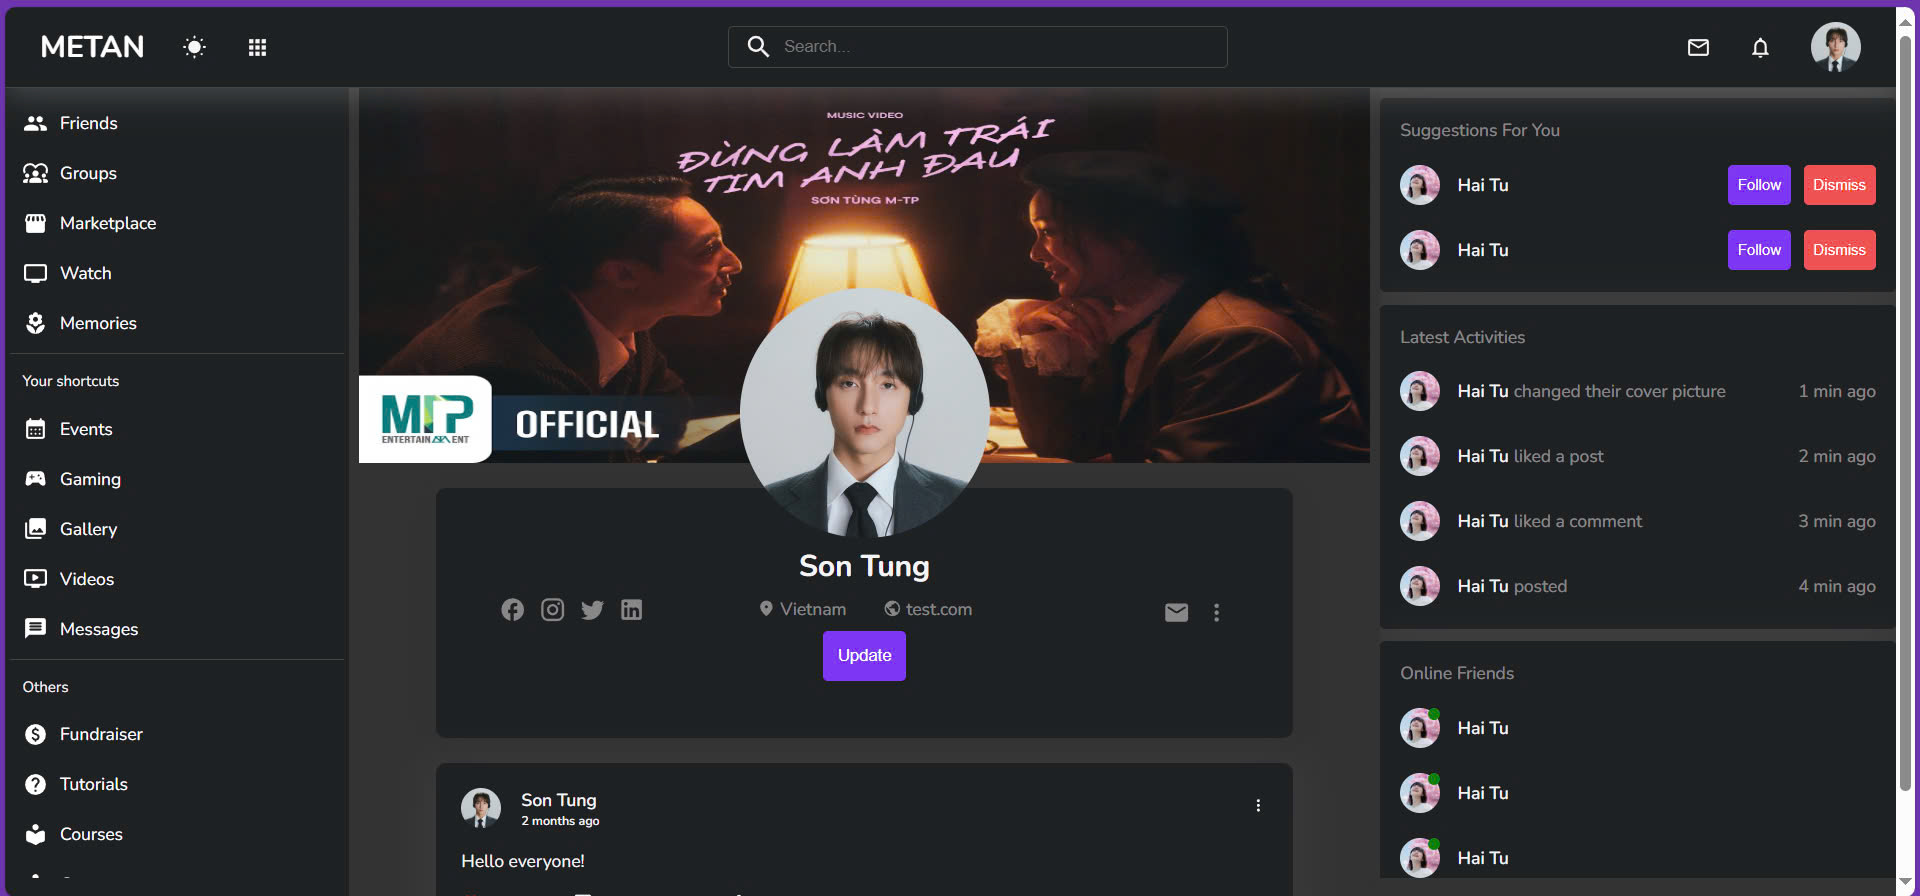 METAN
Search...
Friends
Groups
Marketplace
Watch
Memories
Your shortcuts
Events
Gaming
Gallery
Videos
Messages
Others
Fundraiser
Tutorials
Courses
MUSIC VIDEO
ĐỪNG LÀM TRÁI
TIM ANH ĐAU
SƠN TÙNG M-TP
MTP
ENTERTAINMENT
OFFICIAL
Son Tung
Vietnam test.com
Update
Son Tung
2 months ago
Hello everyone!
Suggestions For You
Hai Tu Follow Dismiss
Hai Tu Follow Dismiss
Latest Activities
Hai Tu changed their cover picture 1 min ago
Hai Tu liked a post 2 min ago
Hai Tu liked a comment 3 min ago
Hai Tu posted 4 min ago
Online Friends
Hai Tu
Hai Tu
Hai Tu